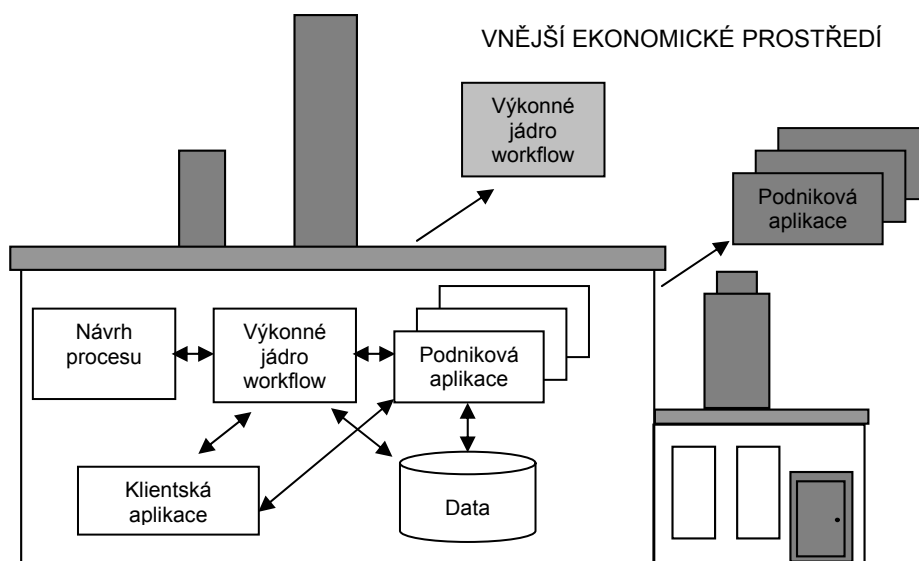 VNĚJŠÍ EKONOMICKÉ PROSTŘEDÍ
Výkonné
jádro
workflow
Podniková
aplikace
Návrh
procesu
Výkonné
jádro
workflow
Podniková
aplikace
Klientská
aplikace
Data